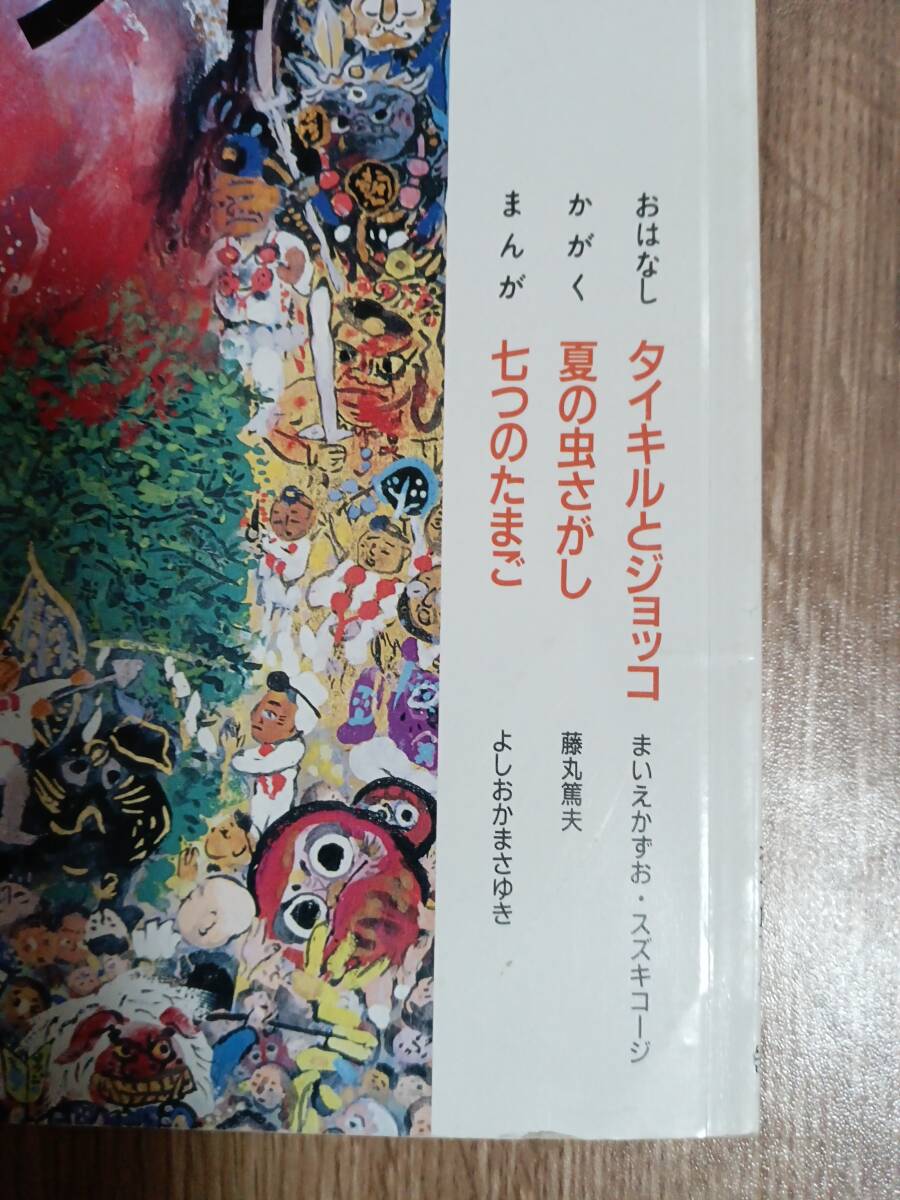 おはなし タイキルとジョッコ まいえかずお・スズキコージ
かがく 夏の虫さがし 藤丸篤夫
まんが 七つのたまご よしおかまさゆき